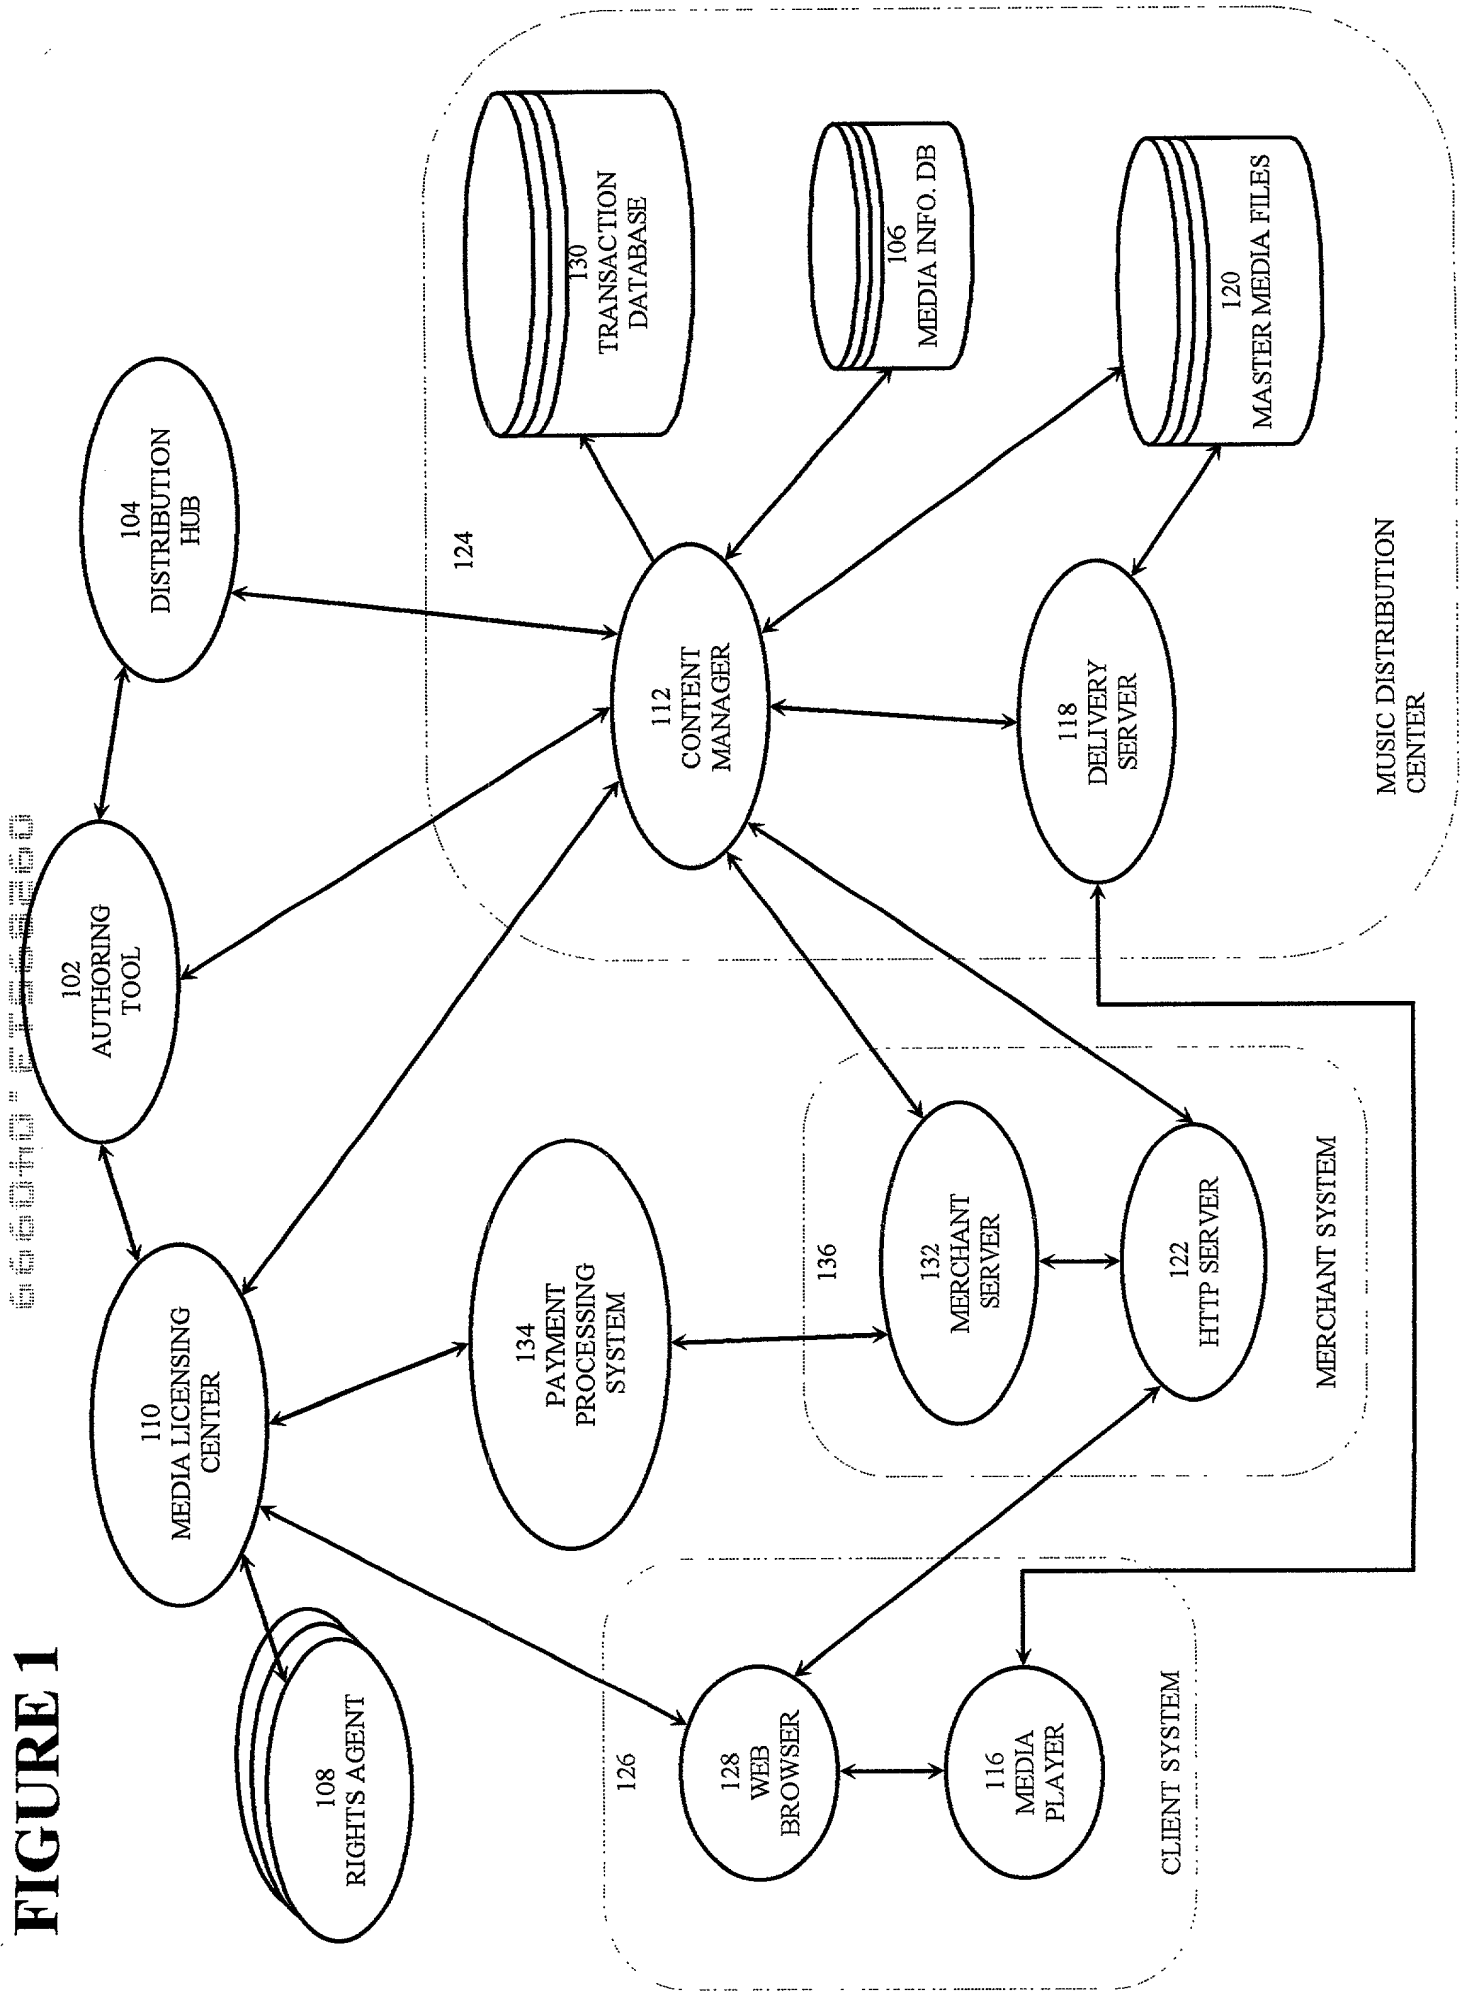 FIGURE 1
108
RIGHTS AGENT
110
MEDIA LICENSING
CENTER
102
AUTHORING
TOOL
104
DISTRIBUTION
HUB
134
PAYMENT
PROCESSING
SYSTEM
126
128
WEB
BROWSER
116
MEDIA
PLAYER
CLIENT SYSTEM
136
132
MERCHANT
SERVER
122
HTTP SERVER
MERCHANT SYSTEM
124
112
CONTENT
MANAGER
118
DELIVERY
SERVER
130
TRANSACTION
DATABASE
106
MEDIA INFO. DB
120
MASTER MEDIA FILES
MUSIC DISTRIBUTION
CENTER